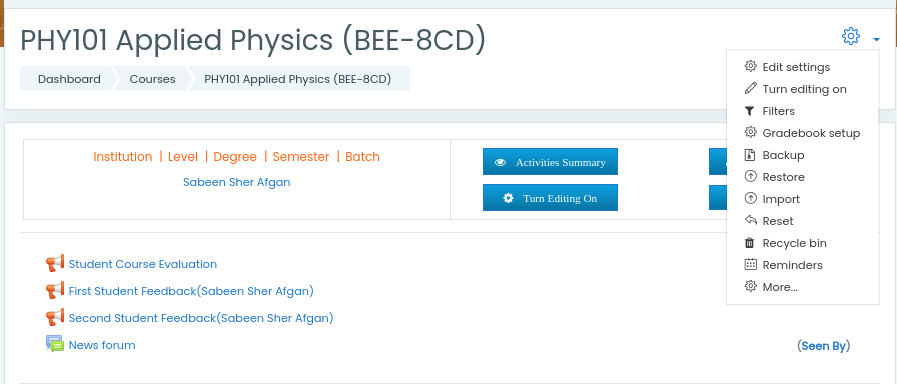 PHY101 Applied Physics (BEE-8CD)
Dashboard Courses PHY101 Applied Physics (BEE-8CD)
Edit settings
Turn editing on
Filters
Gradebook setup
Backup
Restore
Import
Reset
Recycle bin
Reminders
More...
Institution | Level | Degree | Semester | Batch
Sabeen Sher Afgan
Activities Summary
Turn Editing On
Student Course Evaluation
First Student Feedback(Sabeen Sher Afgan)
Second Student Feedback(Sabeen Sher Afgan)
News forum
(Seen By)